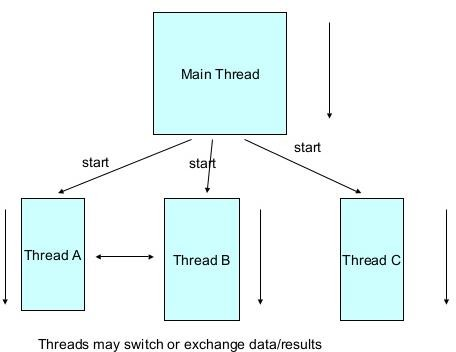 Main Thread
start
start
start
Thread A
Thread B
Thread C
Threads may switch or exchange data/results